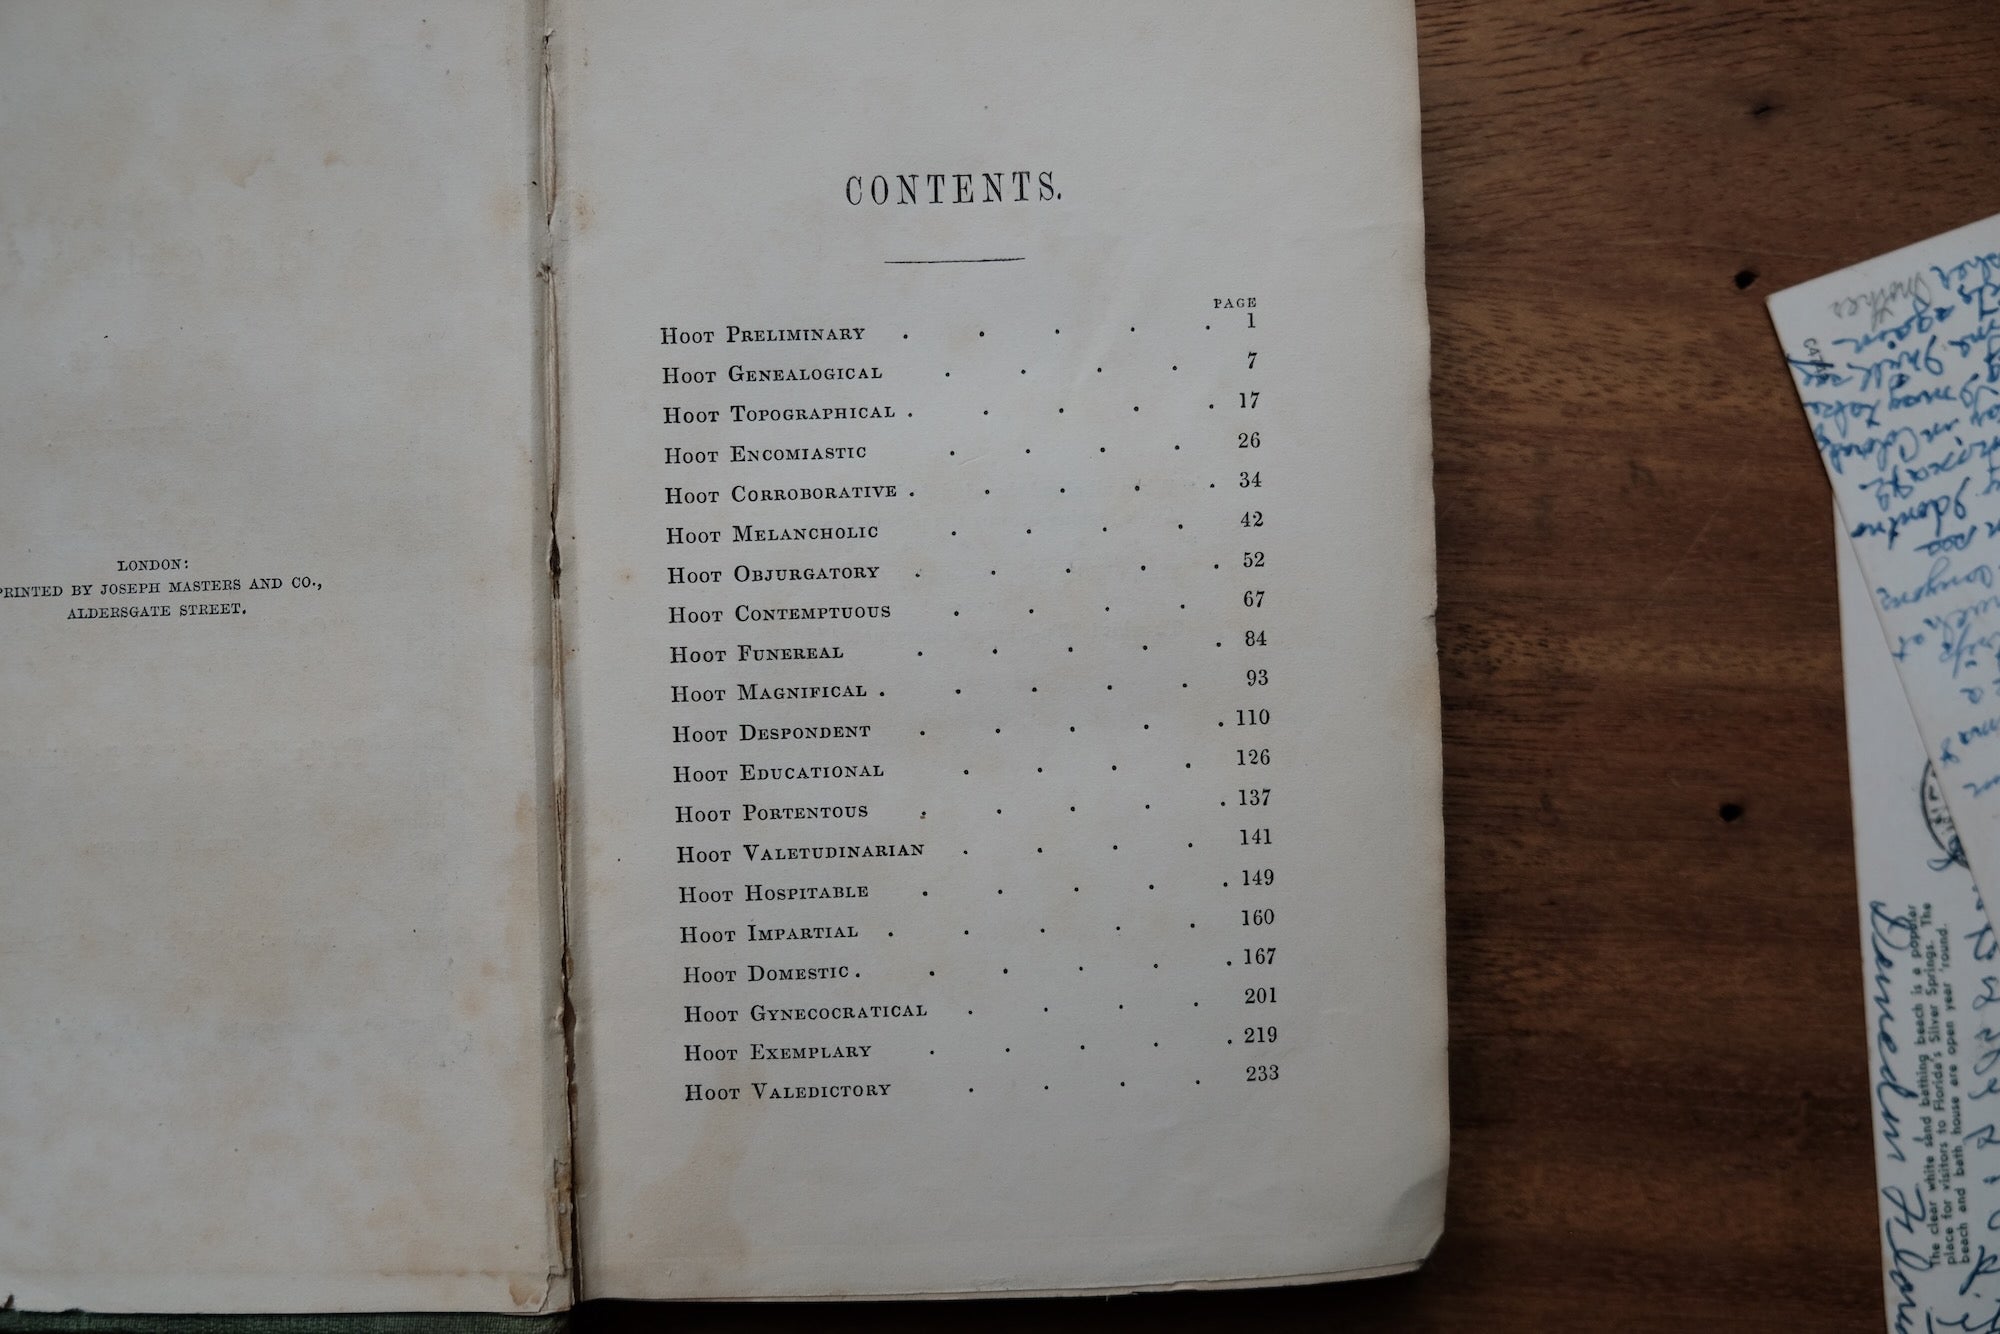 LONDON:
PRINTED BY JOSEPH MASTERS AND CO.,
ALDERSGATE STREET.
CONTENTS.
PAGE
HOOT PRELIMINARY . . . . . 1
HOOT GENEALOGICAL . . . . 7
HOOT TOPOGRAPHICAL . . . . . 17
HOOT ENCOMIASTIC . . . . 26
HOOT CORROBORATIVE . . . . . 34
HOOT MELANCHOLIC . . . . 42
HOOT OBJURGATORY . . . . . 52
HOOT CONTEMPTUOUS . . . . 67
HOOT FUNEREAL . . . . . 84
HOOT MAGNIFICAL . . . . . 93
HOOT DESPONDENT . . . . . 110
HOOT EDUCATIONAL . . . . 126
HOOT PORTENTOUS . . . . . 137
HOOT VALETUDINARIAN . . . . 141
HOOT HOSPITABLE . . . . . 149
HOOT IMPARTIAL . . . . . 160
HOOT DOMESTIC . . . . . 167
HOOT GYNECOCRATICAL . . . . 201
HOOT EXEMPLARY . . . . . 219
HOOT VALEDICTORY . . . . 233
Mother
again
may take
The clear white sand bathing beach is a popular
place for visitors to Florida's Silver Springs. The
beach and bath house are open year 'round.